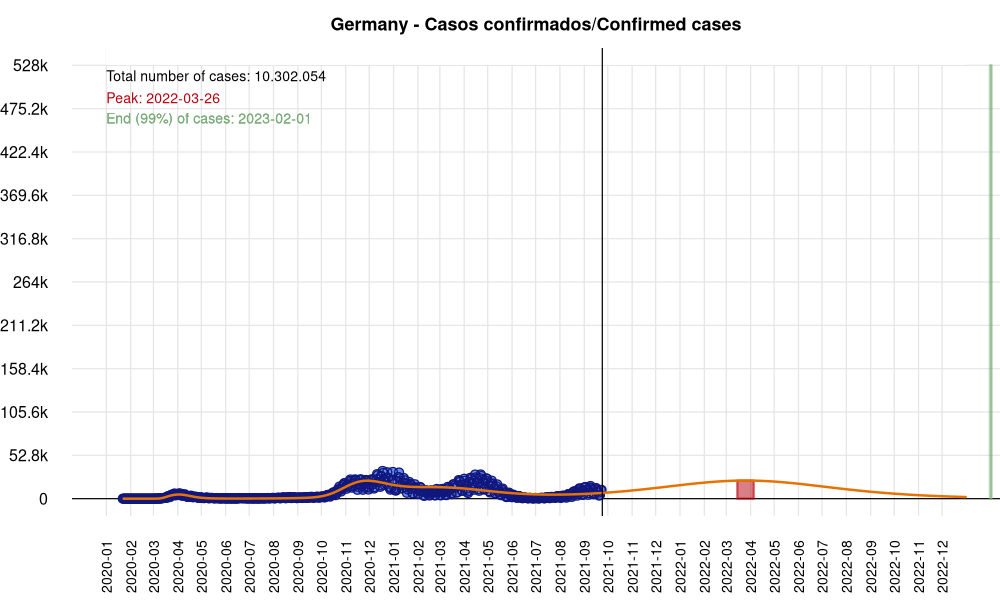 Germany - Casos confirmados/Confirmed cases
Total number of cases: 10.302.054
Peak: 2022-03-26
End (99%) of cases: 2023-02-01
528k
475.2k
422.4k
369.6k
316.8k
264k
211.2k
158.4k
105.6k
52.8k
0
2020-01
2020-02
2020-03
2020-04
2020-05
2020-06
2020-07
2020-08
2020-09
2020-10
2020-11
2020-12
2021-01
2021-02
2021-03
2021-04
2021-05
2021-06
2021-07
2021-08
2021-09
2021-10
2021-11
2021-12
2022-01
2022-02
2022-03
2022-04
2022-05
2022-06
2022-07
2022-08
2022-09
2022-10
2022-11
2022-12